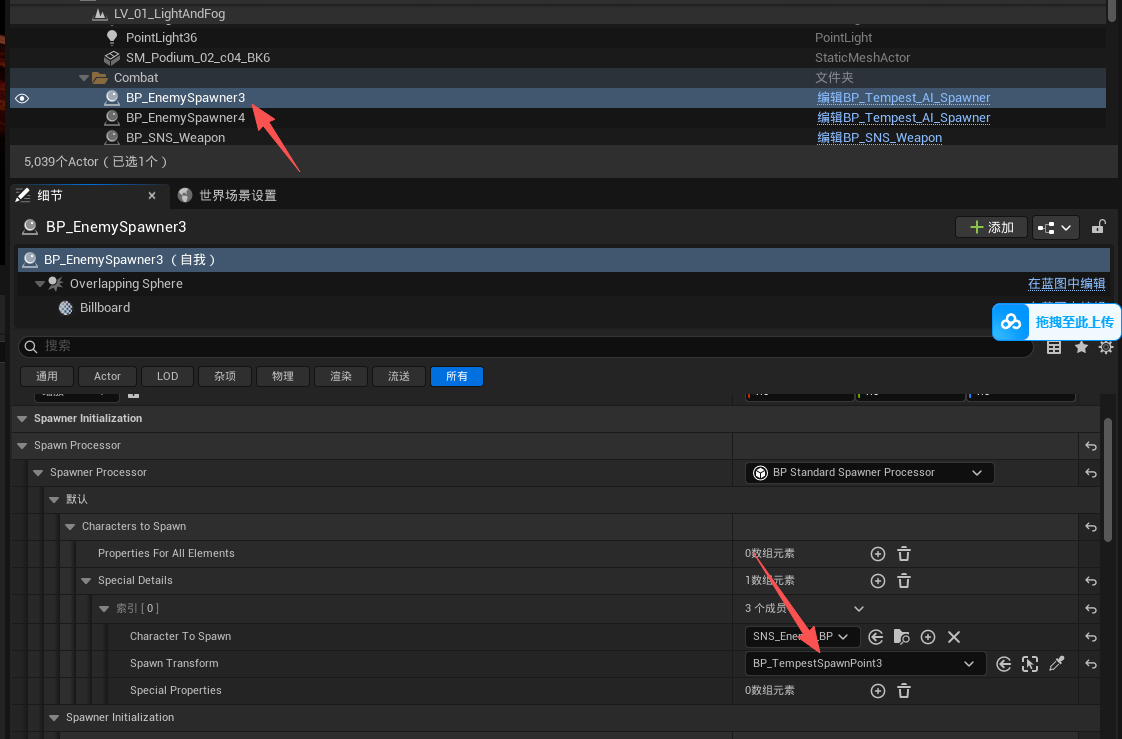 LV_01_LightAndFog
PointLight36 PointLight
SM_Podium_02_c04_BK6 StaticMeshActor
Combat 文件夹
BP_EnemySpawner3 编辑BP_Tempest_AI_Spawner
BP_EnemySpawner4 编辑BP_Tempest_AI_Spawner
BP_SNS_Weapon 编辑BP_SNS_Weapon
5,039个Actor（已选1个）
细节 世界场景设置
BP_EnemySpawner3 添加
BP_EnemySpawner3 （自我）
Overlapping Sphere 在蓝图中编辑
Billboard
拖拽至此上传
搜索
通用 Actor LOD 杂项 物理 渲染 流送 所有
Spawner Initialization
Spawn Processor
Spawner Processor BP Standard Spawner Processor
默认
Characters to Spawn
Properties For All Elements 0数组元素
Special Details 1数组元素
索引 [ 0 ] 3 个成员
Character To Spawn
Spawn Transform BP_TempestSpawnPoint3
Special Properties 0数组元素
Spawner Initialization